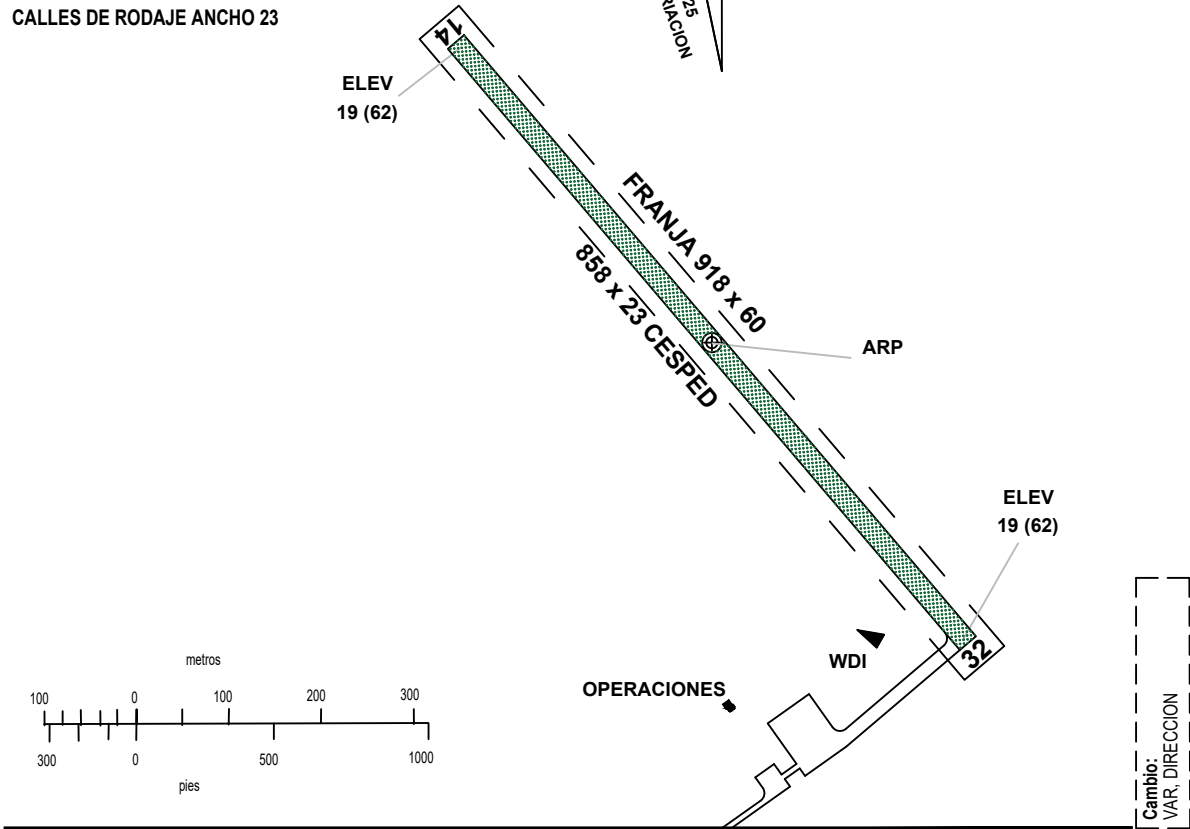 CALLES DE RODAJE ANCHO 23
25
14
ELEV
19 (62)
FRANJA 918 x 60
858 x 23 CESPED
ARP
ELEV
19 (62)
WDI
32
OPERACIONES
metros
100 0 100 200 300
300 0 500 1000
pies
Cambio:
VAR, DIRECCION